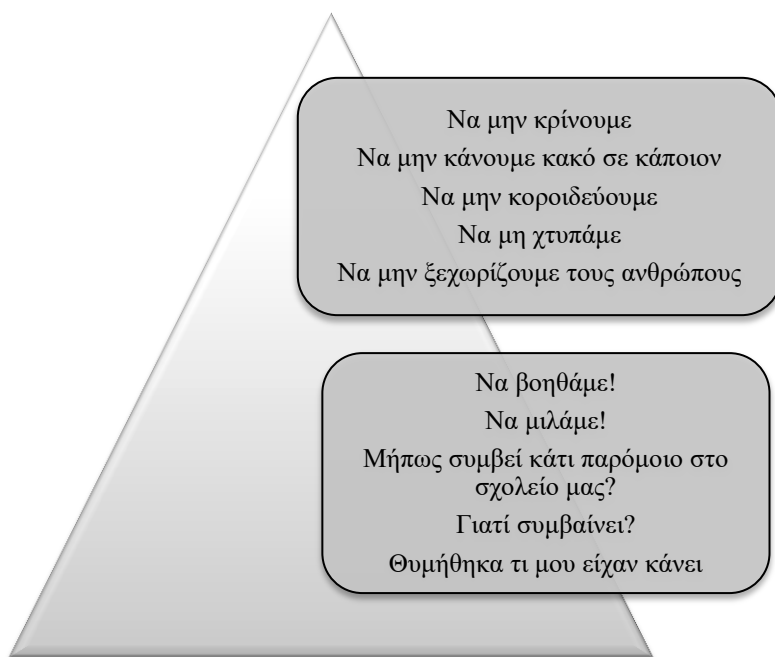 Να μην κρίνουμε
Να μην κάνουμε κακό σε κάποιον
Να μην κοροιδεύουμε
Να μη χτυπάμε
Να μην ξεχωρίζουμε τους ανθρώπους
Να βοηθάμε!
Να μιλάμε!
Μήπως συμβεί κάτι παρόμοιο στο
σχολείο μας?
Γιατί συμβαίνει?
Θυμήθηκα τι μου είχαν κάνει